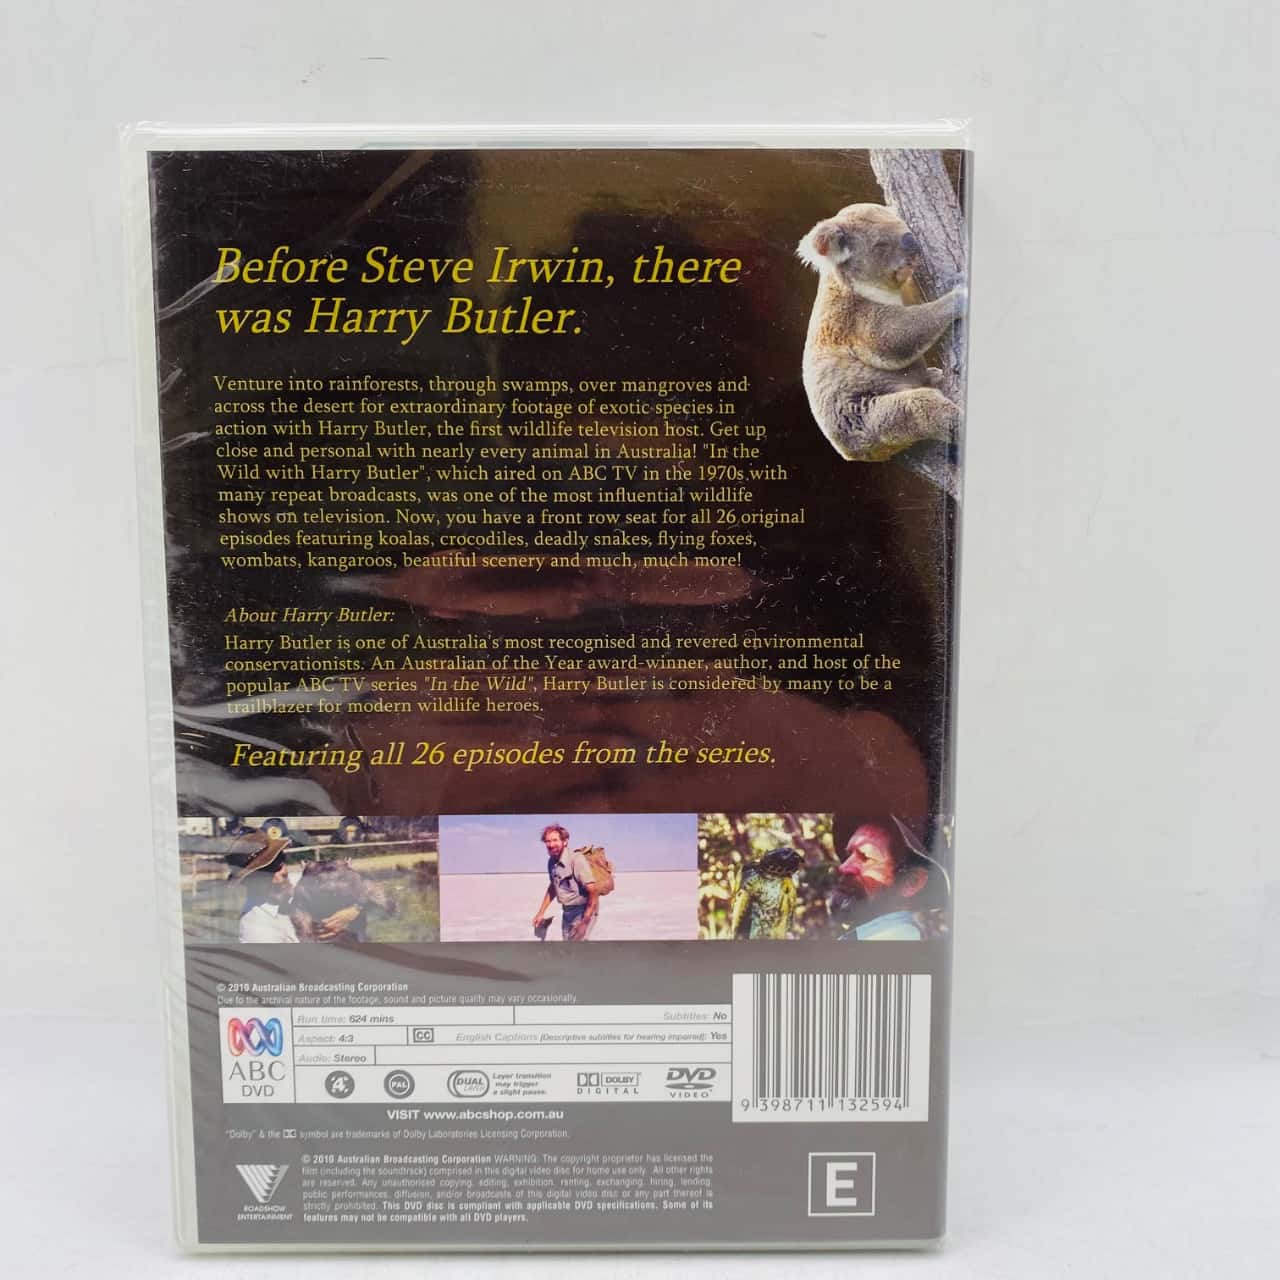 Before Steve Irwin, there
was Harry Butler.
Venture into rainforests, through swamps, over mangroves and
across the desert for extraordinary footage of exotic species in
action with Harry Butler, the first wildlife television host. Get up
close and personal with nearly every animal in Australia! "In the
Wild with Harry Butler", which aired on ABC TV in the 1970s with
many repeat broadcasts, was one of the most influential wildlife
shows on television. Now, you have a front row seat for all 26 original
episodes featuring koalas, crocodiles, deadly snakes, flying foxes,
wombats, kangaroos, beautiful scenery and much, much more!
About Harry Butler:
Harry Butler is one of Australia's most recognised and revered environmental
conservationists. An Australian of the Year award-winner, author, and host of the
popular ABC TV series "In the Wild", Harry Butler is considered by many to be a
trailblazer for modern wildlife heroes.
Featuring all 26 episodes from the series.
© 2010 Australian Broadcasting Corporation
Due to the archival nature of the footage, sound and picture quality may vary occasionally.
ABC
DVD
Run time: 624 mins
Subtitles: No
Aspect: 4:3
CC
English Captions [Descriptive subtitles for hearing impaired]: Yes
Audio: Stereo
4
PAL
DUAL
LAYER
Layer transition
may trigger
a slight pause.
DOLBY
DIGITAL
DVD
VIDEO
9 398711 132594
VISIT www.abcshop.com.au
"Dolby" & the DD symbol are trademarks of Dolby Laboratories Licensing Corporation.
ROADSHOW
ENTERTAINMENT
© 2010 Australian Broadcasting Corporation WARNING: The copyright proprietor has licensed the
film (including the soundtrack) comprised in this digital video disc for home use only. All other rights
are reserved. Any unauthorised copying, editing, exhibition, renting, exchanging, hiring, lending,
public performances, diffusion, and/or broadcasts of this digital video disc or any part thereof is
strictly prohibited. This DVD disc is compliant with applicable DVD specifications. Some of its
features may not be compatible with all DVD players.
E